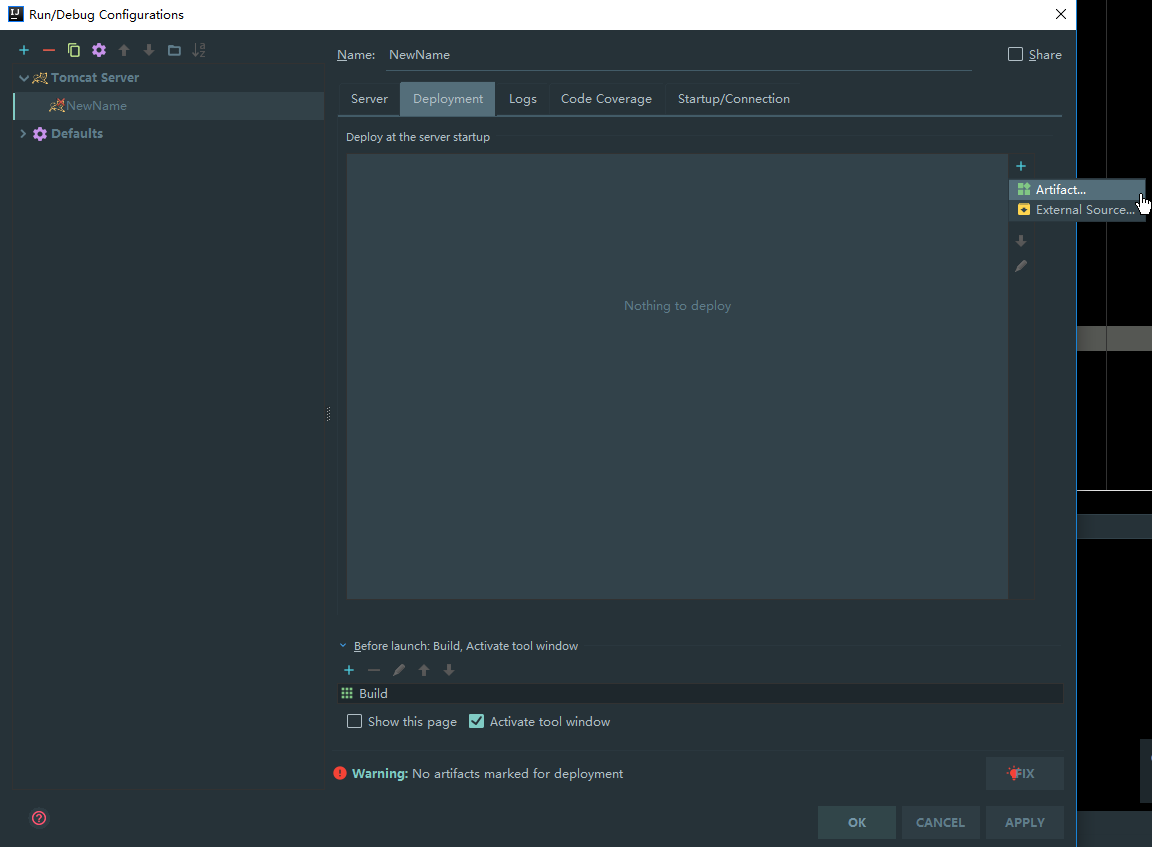 Run/Debug Configurations
Name: NewName
Share
Tomcat Server
NewName
Defaults
Server Deployment Logs Code Coverage Startup/Connection
Deploy at the server startup
Artifact...
External Source...
Nothing to deploy
Before launch: Build, Activate tool window
Build
Show this page Activate tool window
Warning: No artifacts marked for deployment
FIX
OK CANCEL APPLY